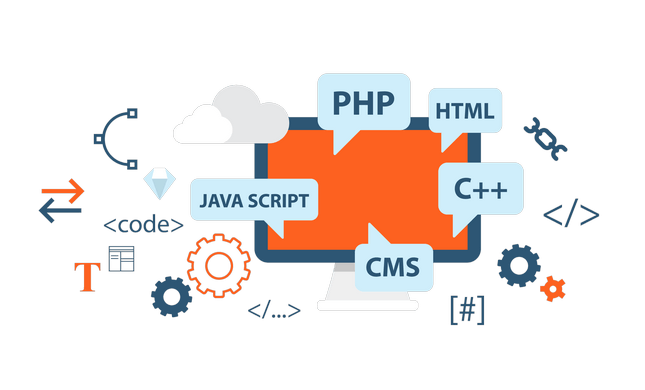 PHP
HTML
C++
JAVA SCRIPT
</>
<code>
CMS
T
</...>
[#]